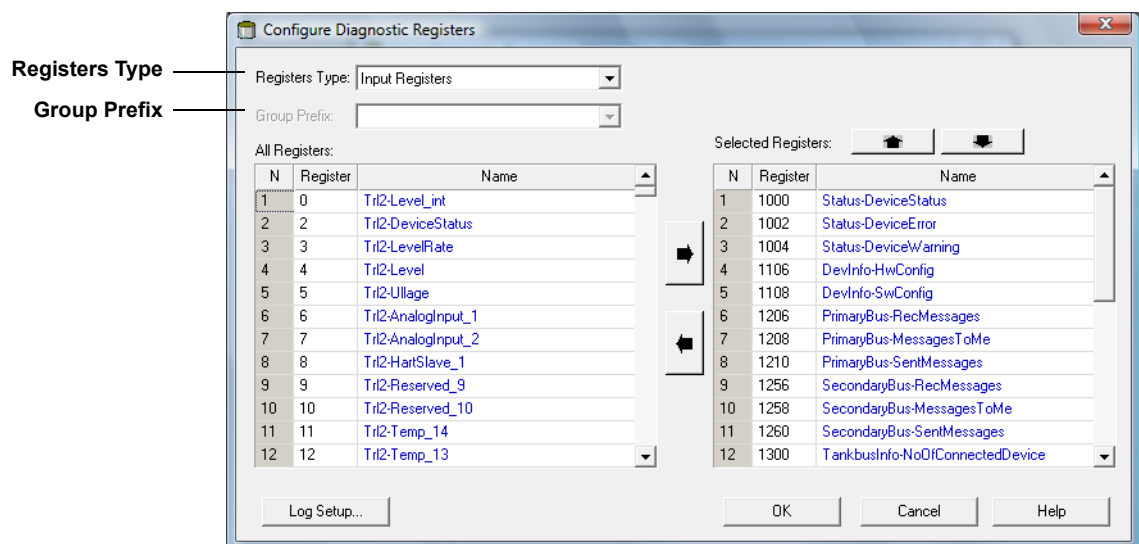 Configure Diagnostic Registers
Registers Type
Registers Type: Input Registers
Group Prefix
Group Prefix:
All Registers:
N Register Name
1 0 Trl2-Level_int
2 2 Trl2-DeviceStatus
3 3 Trl2-LevelRate
4 4 Trl2-Level
5 5 Trl2-Ullage
6 6 Trl2-AnalogInput_1
7 7 Trl2-AnalogInput_2
8 8 Trl2-HartSlave_1
9 9 Trl2-Reserved_9
10 10 Trl2-Reserved_10
11 11 Trl2-Temp_14
12 12 Trl2-Temp_13
Selected Registers:
N Register Name
1 1000 Status-DeviceStatus
2 1002 Status-DeviceError
3 1004 Status-DeviceWarning
4 1106 DevInfo-HwConfig
5 1108 DevInfo-SwConfig
6 1206 PrimaryBus-RecMessages
7 1208 PrimaryBus-MessagesToMe
8 1210 PrimaryBus-SentMessages
9 1256 SecondaryBus-RecMessages
10 1258 SecondaryBus-MessagesToMe
11 1260 SecondaryBus-SentMessages
12 1300 TankbusInfo-NoOfConnectedDevice
Log Setup...
OK
Cancel
Help